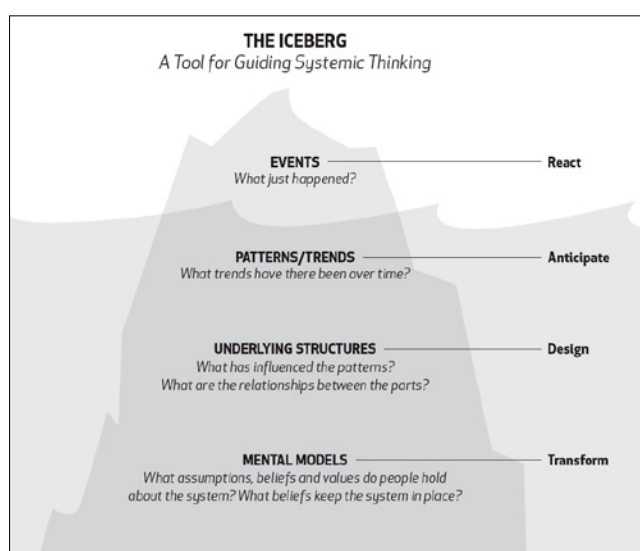 THE ICEBERG
A Tool for Guiding Systemic Thinking
EVENTS React
What just happened?
PATTERNS/TRENDS Anticipate
What trends have there been over time?
UNDERLYING STRUCTURES Design
What has influenced the patterns?
What are the relationships between the parts?
MENTAL MODELS Transform
What assumptions, beliefs and values do people hold
about the system? What beliefs keep the system in place?